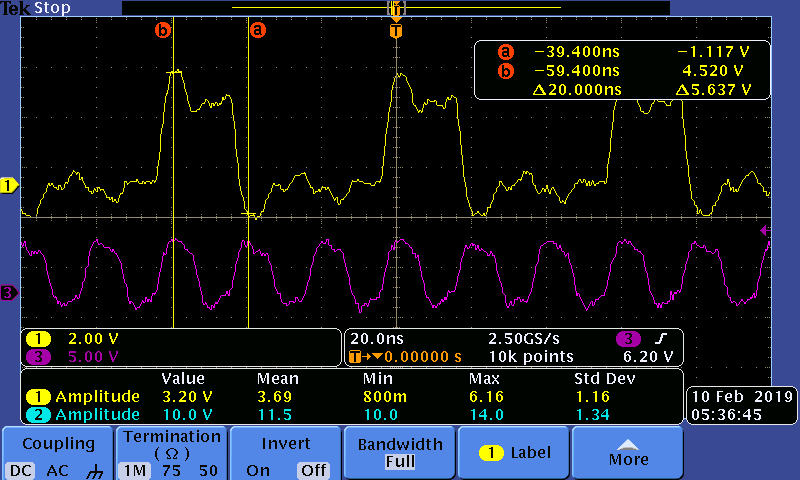 Tek Stop
T
b a
T
a −39.400ns −1.117 V
b −59.400ns 4.520 V
Δ20.000ns Δ5.637 V
1
3
1 2.00 V
3 5.00 V
20.0ns 2.50GS/s 3
T→▼0.00000 s 10k points 6.20 V
Value Mean Min Max Std Dev
1 Amplitude 3.20 V 3.69 800m 6.16 1.16
2 Amplitude 10.0 V 11.5 10.0 14.0 1.34
10 Feb 2019
05:36:45
Coupling
DC AC
Termination
(Ω)
1M 75 50
Invert
On Off
Bandwidth
Full
1 Label
More